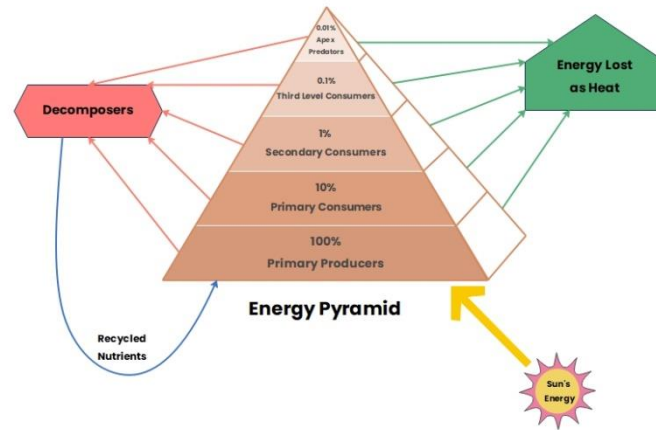 0.01%
Apex
Predators
0.1%
Third Level Consumers
1%
Secondary Consumers
10%
Primary Consumers
100%
Primary Producers
Decomposers
Energy Lost
as Heat
Energy Pyramid
Recycled
Nutrients
Sun's
Energy